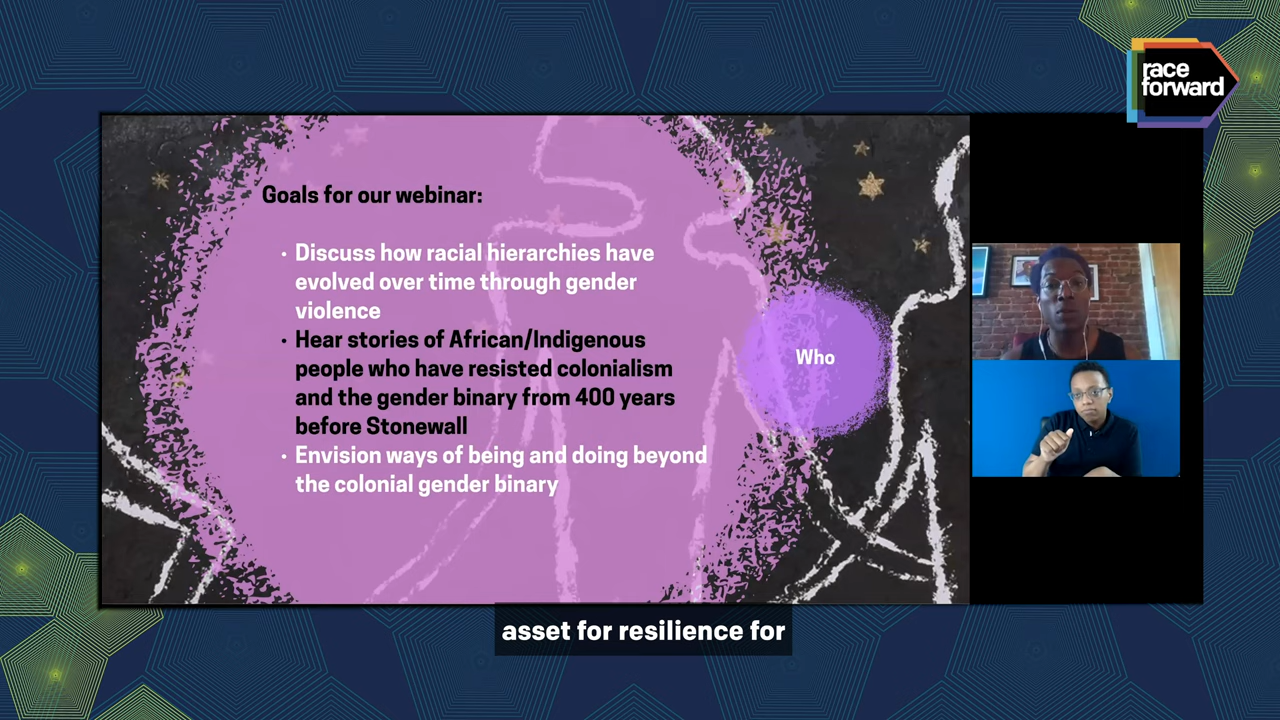 race
forward
Goals for our webinar:
• Discuss how racial hierarchies have
evolved over time through gender
violence
• Hear stories of African/Indigenous
people who have resisted colonialism
and the gender binary from 400 years
before Stonewall
• Envision ways of being and doing beyond
the colonial gender binary
Who
asset for resilience for